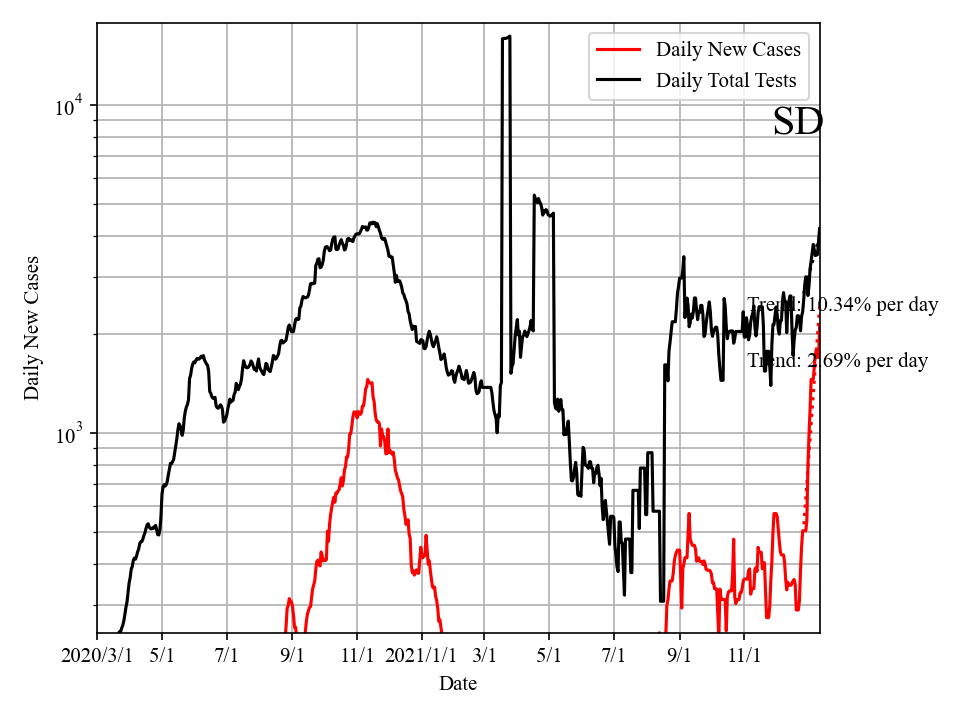 Daily New Cases
Daily Total Tests
SD
10^4
10^3
Daily New Cases
Trend: 10.34% per day
Trend: 2.69% per day
2020/3/1 5/1 7/1 9/1 11/1 2021/1/1 3/1 5/1 7/1 9/1 11/1
Date